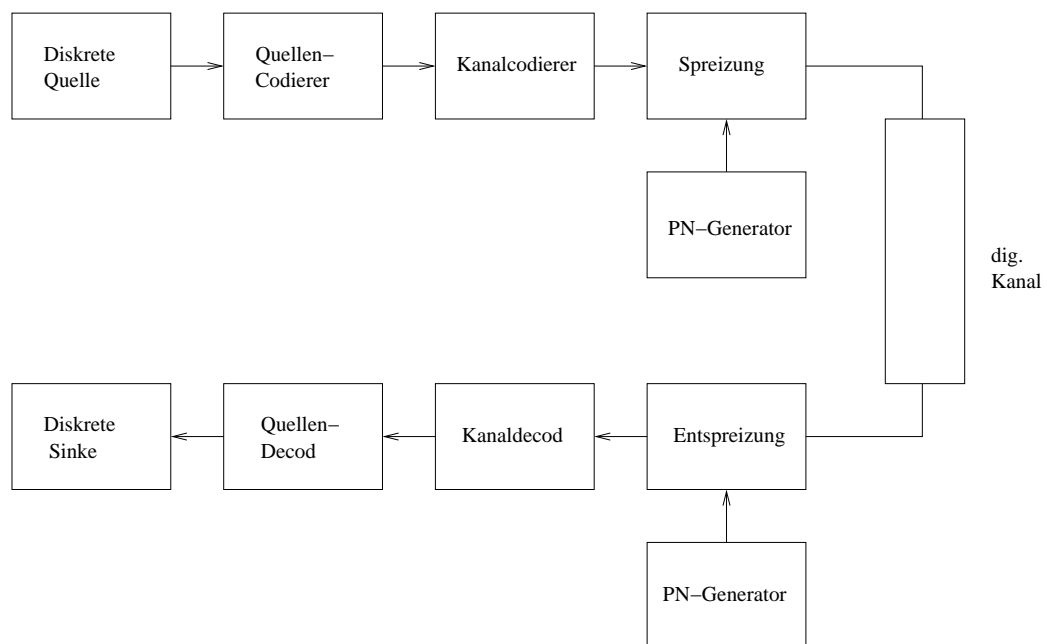 Diskrete
Quelle
Quellen–
Codierer
Kanalcodierer
Spreizung
PN–Generator
dig.
Kanal
Diskrete
Sinke
Quellen–
Decod
Kanaldecod
Entspreizung
PN–Generator